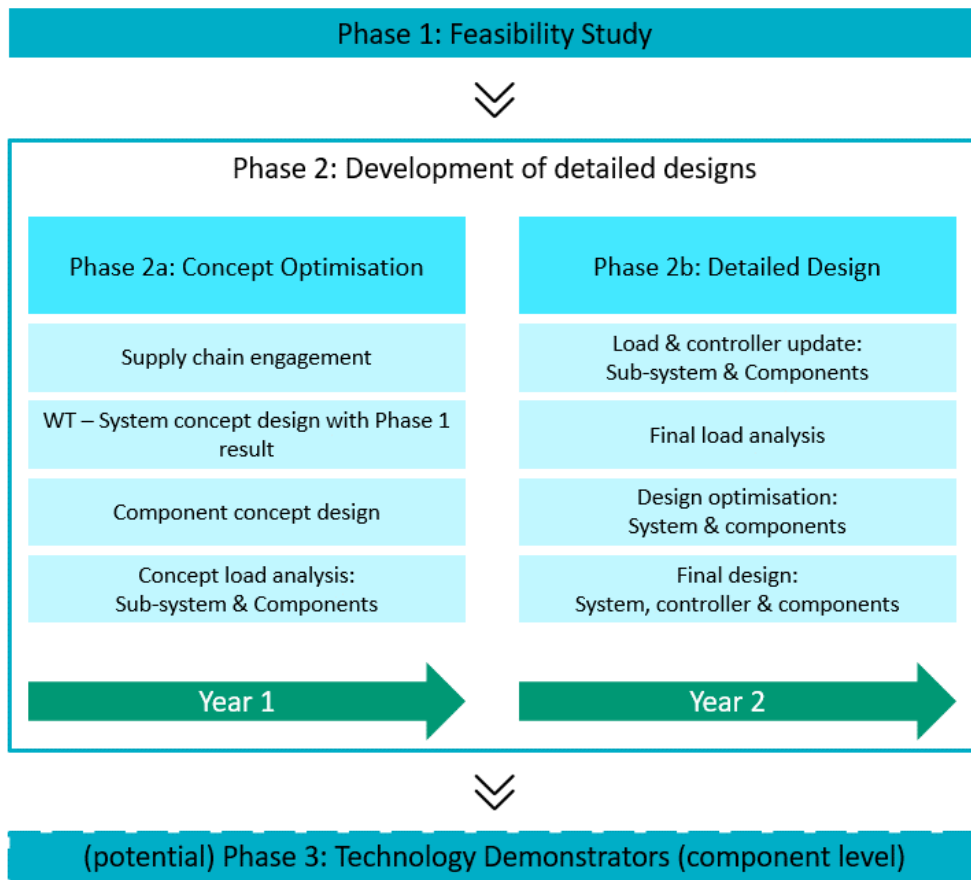 Phase 1: Feasibility Study
Phase 2: Development of detailed designs
Phase 2a: Concept Optimisation
Supply chain engagement
WT – System concept design with Phase 1
result
Component concept design
Concept load analysis:
Sub-system & Components
Year 1
Phase 2b: Detailed Design
Load & controller update:
Sub-system & Components
Final load analysis
Design optimisation:
System & components
Final design:
System, controller & components
Year 2
(potential) Phase 3: Technology Demonstrators (component level)